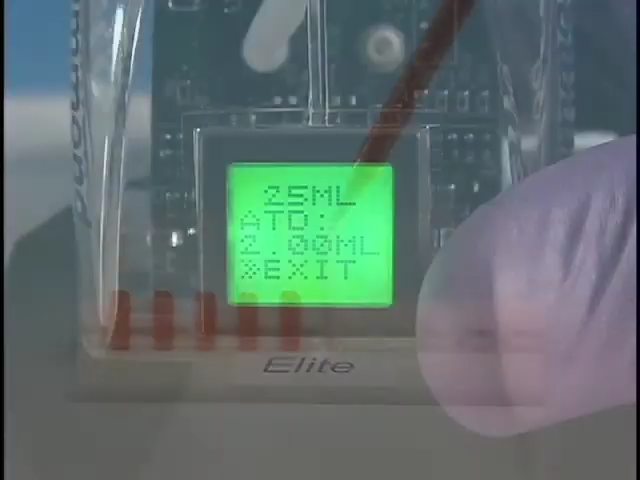 25ML
ATD:
2.00ML
%EXIT
Elite